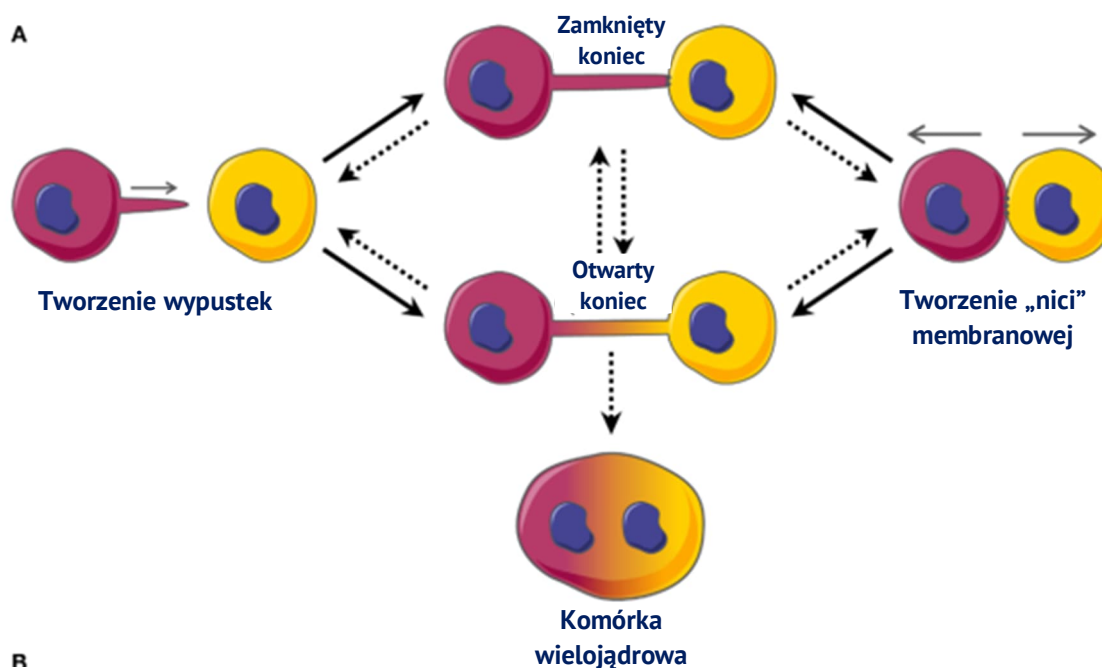 A
Zamknięty
koniec
Tworzenie wypustek
Otwarty
koniec
Tworzenie „nici”
membranowej
Komórka
wielojądrowa
B